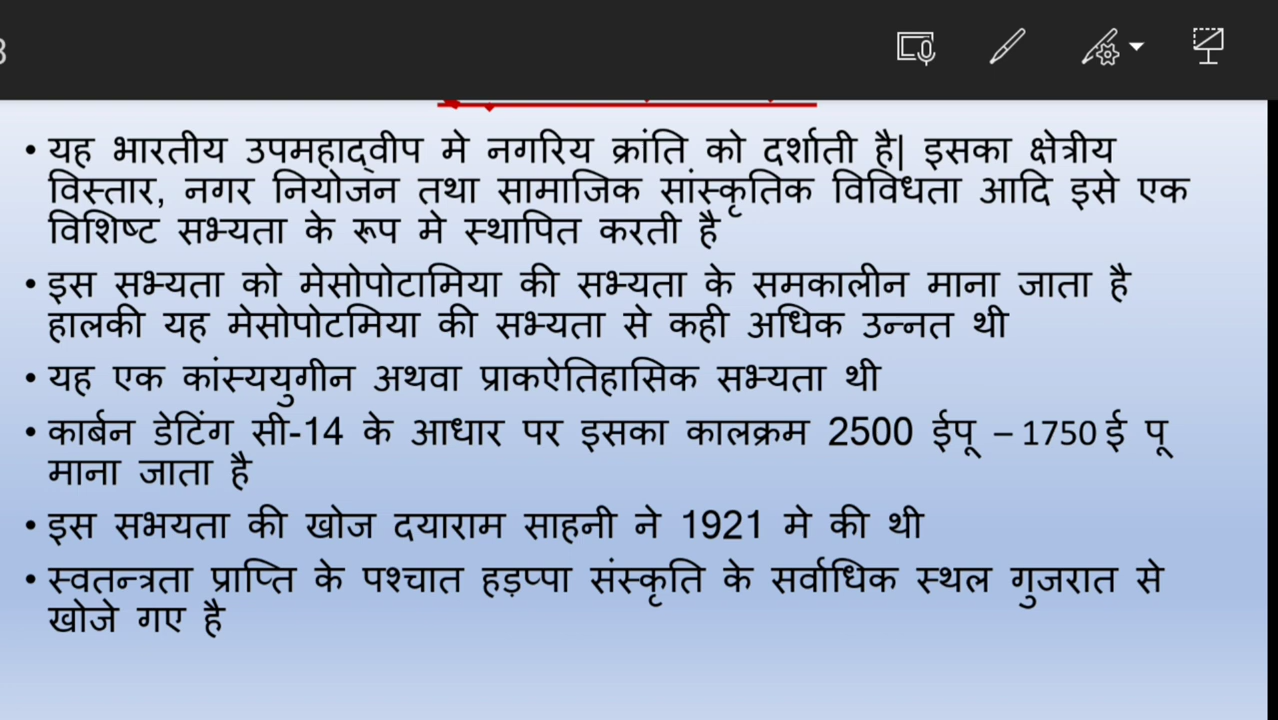 • यह भारतीय उपमहाद्वीप मे नगरिय क्रांति को दर्शाती है| इसका क्षेत्रीय
विस्तार, नगर नियोजन तथा सामाजिक सांस्कृतिक विविधता आदि इसे एक
विशिष्ट सभ्यता के रूप मे स्थापित करती है
• इस सभ्यता को मेसोपोटामिया की सभ्यता के समकालीन माना जाता है
हालकी यह मेसोपोटमिया की सभ्यता से कही अधिक उन्नत थी
• यह एक कांस्ययुगीन अथवा प्राकऐतिहासिक सभ्यता थी
• कार्बन डेटिंग सी-14 के आधार पर इसका कालक्रम 2500 ईपू – 1750 ई पू
माना जाता है
• इस सभयता की खोज दयाराम साहनी ने 1921 मे की थी
• स्वतन्त्रता प्राप्ति के पश्चात हड़प्पा संस्कृति के सर्वाधिक स्थल गुजरात से
खोजे गए है